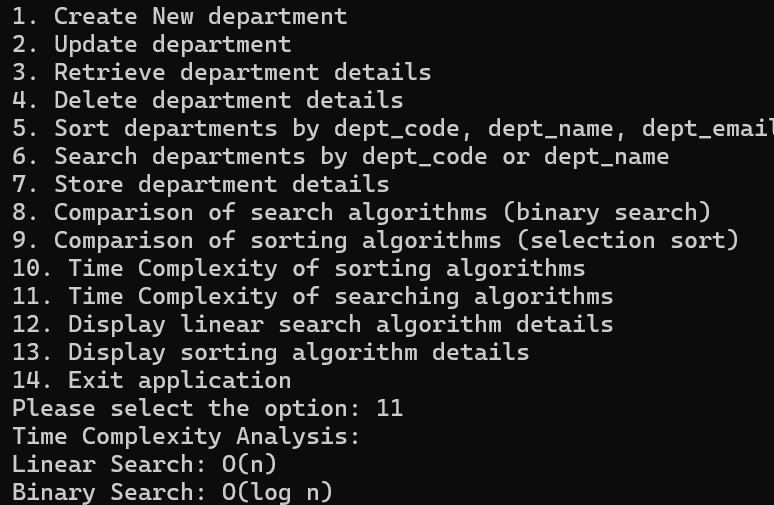 1. Create New department
2. Update department
3. Retrieve department details
4. Delete department details
5. Sort departments by dept_code, dept_name, dept_email
6. Search departments by dept_code or dept_name
7. Store department details
8. Comparison of search algorithms (binary search)
9. Comparison of sorting algorithms (selection sort)
10. Time Complexity of sorting algorithms
11. Time Complexity of searching algorithms
12. Display linear search algorithm details
13. Display sorting algorithm details
14. Exit application
Please select the option: 11
Time Complexity Analysis:
Linear Search: O(n)
Binary Search: O(log n)